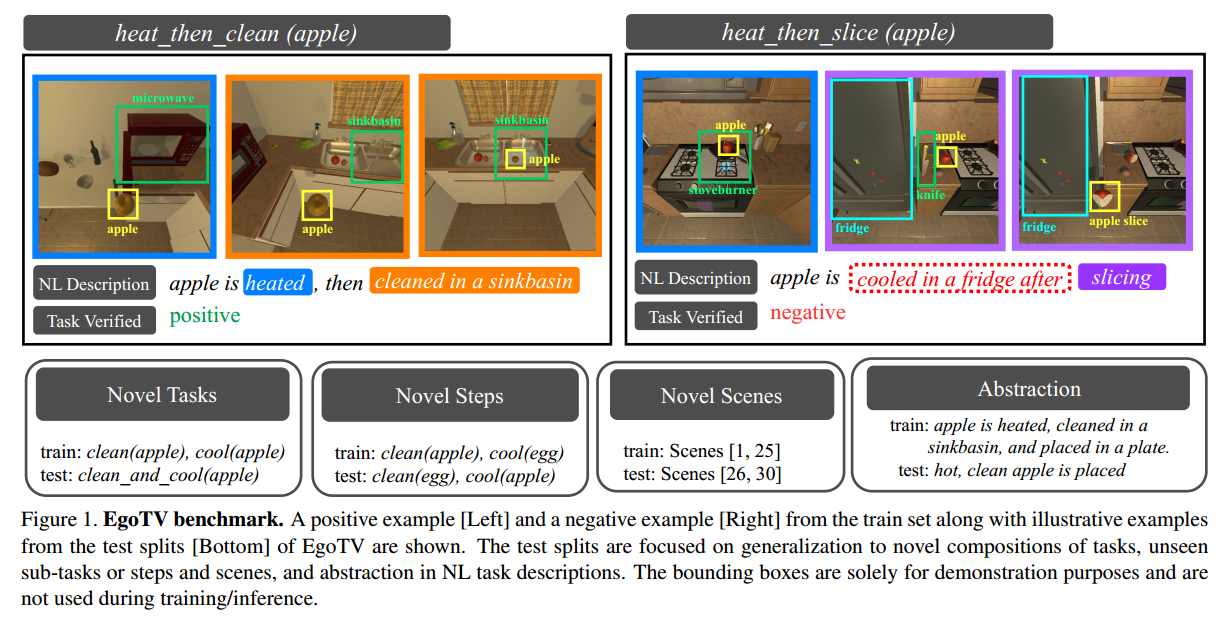 heat_then_clean (apple)
microwave
apple
sinkbasin
apple
sinkbasin
apple
NL Description
apple is heated , then cleaned in a sinkbasin
Task Verified
positive
heat_then_slice (apple)
apple
stoveburner
apple
knife
fridge
apple slice
fridge
NL Description
apple is cooled in a fridge after slicing
Task Verified
negative
Novel Tasks
train: clean(apple), cool(apple)
test: clean_and_cool(apple)
Novel Steps
train: clean(apple), cool(egg)
test: clean(egg), cool(apple)
Novel Scenes
train: Scenes [1, 25]
test: Scenes [26, 30]
Abstraction
train: apple is heated, cleaned in a
sinkbasin, and placed in a plate.
test: hot, clean apple is placed
Figure 1. EgoTV benchmark. A positive example [Left] and a negative example [Right] from the train set along with illustrative examples
from the test splits [Bottom] of EgoTV are shown. The test splits are focused on generalization to novel compositions of tasks, unseen
sub-tasks or steps and scenes, and abstraction in NL task descriptions. The bounding boxes are solely for demonstration purposes and are
not used during training/inference.